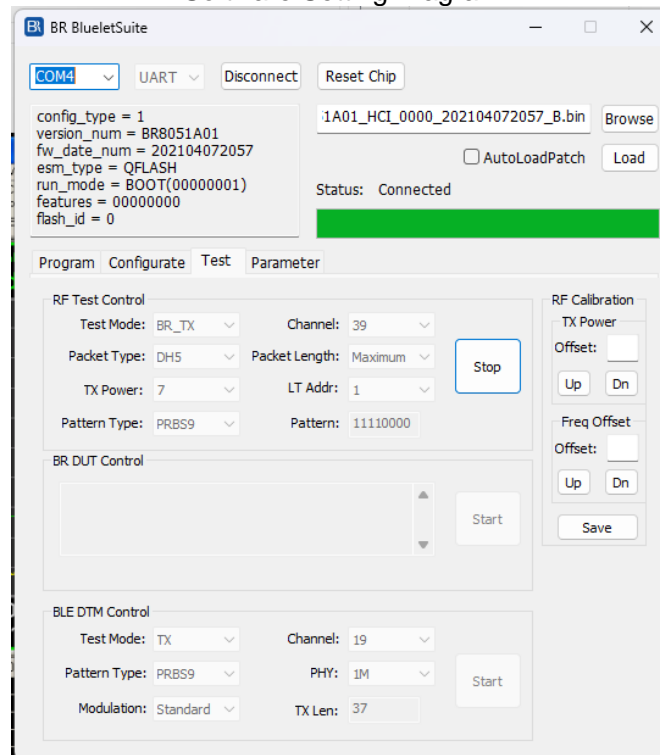 BR BlueletSuite
COM4 UART Disconnect Reset Chip
config_type = 1
version_num = BR8051A01
fw_date_num = 202104072057
esm_type = QFLASH
run_mode = BOOT(00000001)
features = 00000000
flash_id = 0
1A01_HCI_0000_202104072057_B.bin Browse
AutoLoadPatch Load
Status: Connected
Program Configurate Test Parameter
RF Test Control
Test Mode: BR_TX Channel: 39
Packet Type: DH5 Packet Length: Maximum
TX Power: 7 LT Addr: 1
Pattern Type: PRBS9 Pattern: 11110000
Stop
RF Calibration
TX Power
Offset:
Up Dn
Freq Offset
Offset:
Up Dn
Save
BR DUT Control
Start
BLE DTM Control
Test Mode: TX Channel: 19
Pattern Type: PRBS9 PHY: 1M
Modulation: Standard TX Len: 37
Start